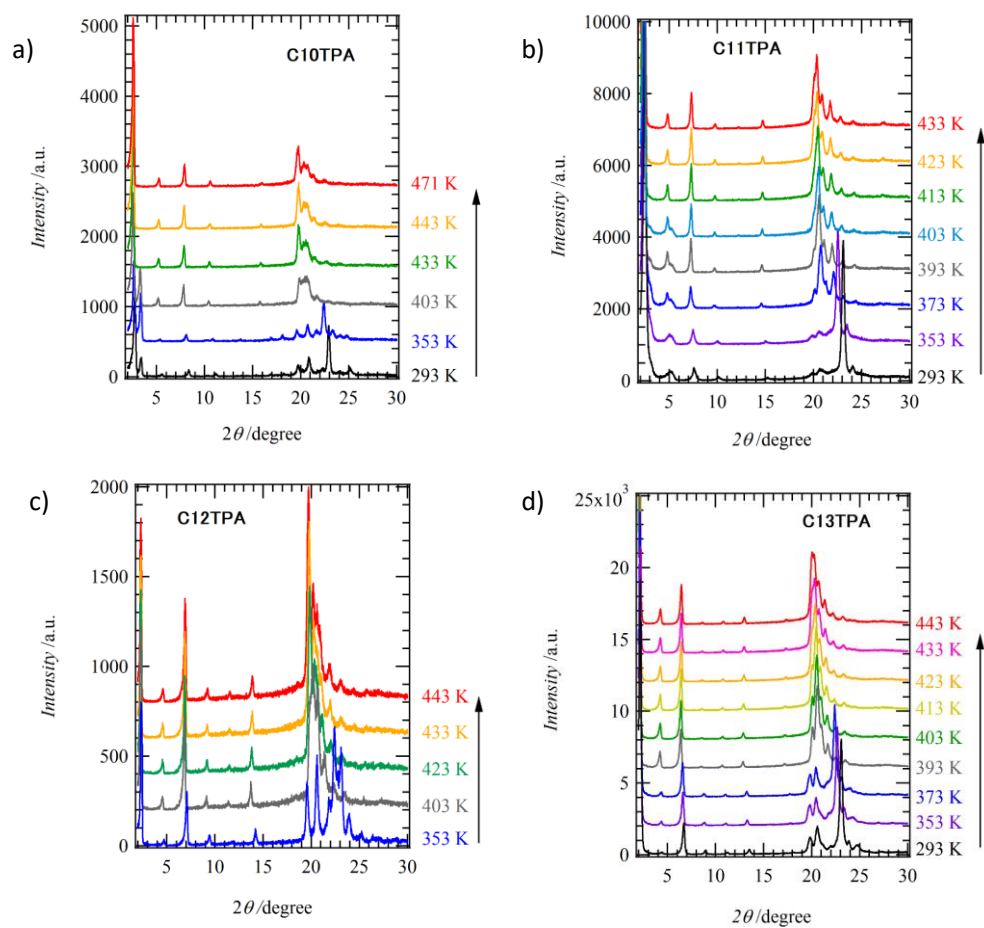 a)
C10TPA
Intensity /a.u.
5000
4000
3000
2000
1000
0
471 K
443 K
433 K
403 K
353 K
293 K
5 10 15 20 25 30
2θ /degree
b)
C11TPA
Intensity /a.u.
10000
8000
6000
4000
2000
0
433 K
423 K
413 K
403 K
393 K
373 K
353 K
293 K
5 10 15 20 25 30
2θ /degree
c)
C12TPA
Intensity /a.u.
2000
1500
1000
500
0
443 K
433 K
423 K
403 K
353 K
5 10 15 20 25 30
2θ /degree
d)
C13TPA
Intensity /a.u.
25x10³
20
15
10
5
0
443 K
433 K
423 K
413 K
403 K
393 K
373 K
353 K
293 K
5 10 15 20 25 30
2θ /degree